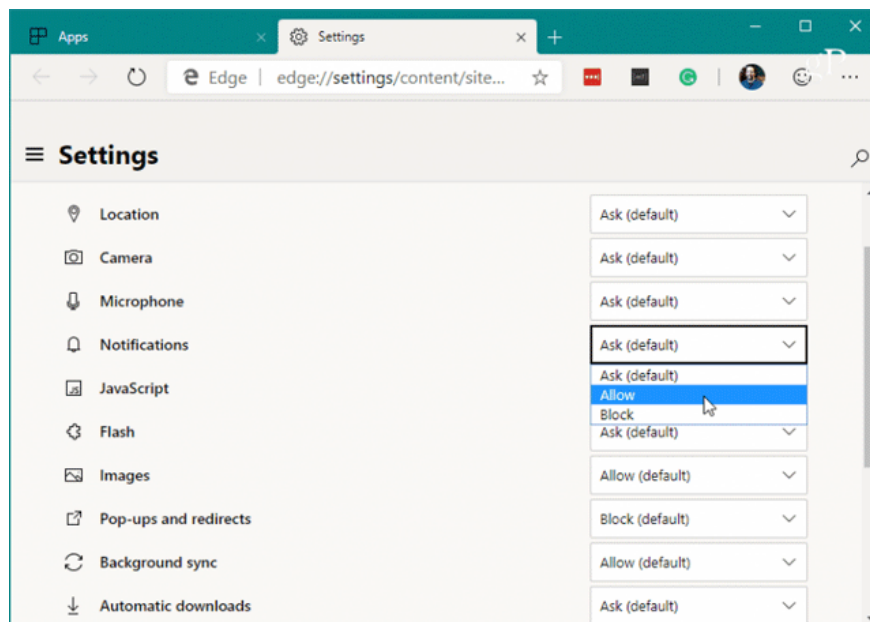 Apps
Settings
Edge | edge://settings/content/site...
gP
Settings
Location Ask (default)
Camera Ask (default)
Microphone Ask (default)
Notifications Ask (default)
Ask (default)
JavaScript Allow
Block
Flash Ask (default)
Images Allow (default)
Pop-ups and redirects Block (default)
Background sync Allow (default)
Automatic downloads Ask (default)